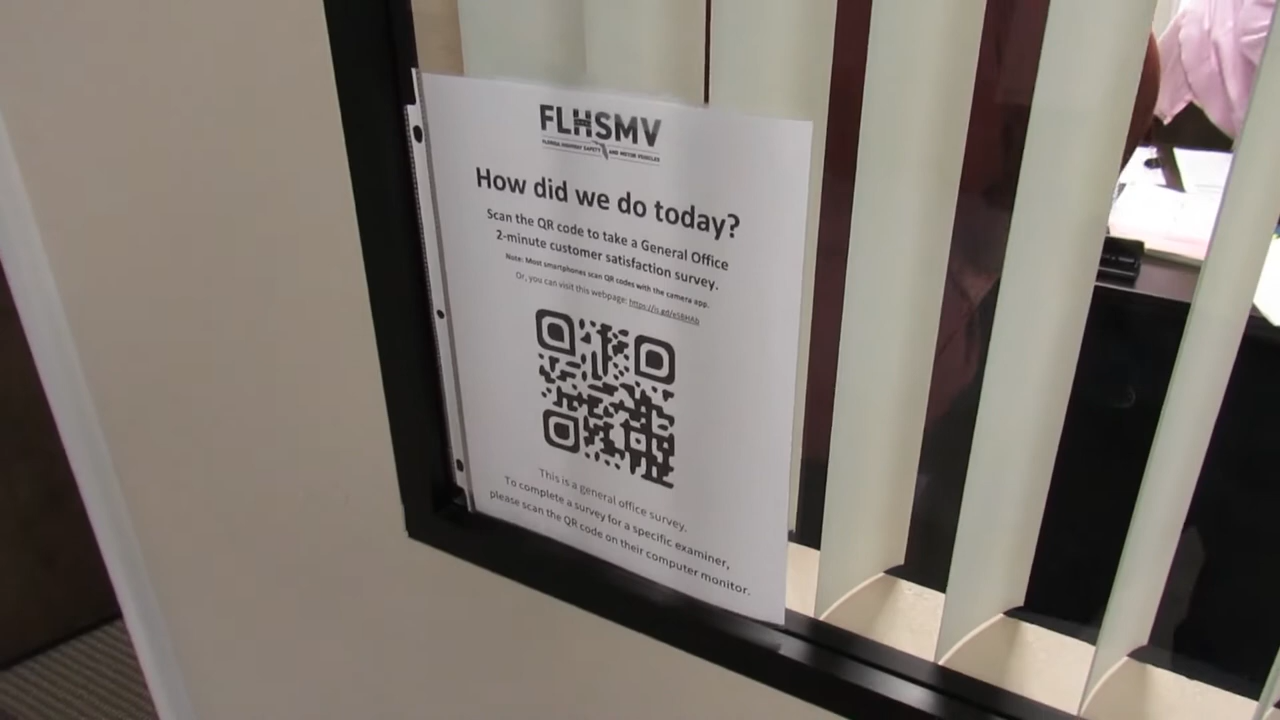 FLHSMV
FLORIDA HIGHWAY SAFETY AND MOTOR VEHICLES
How did we do today?
Scan the QR code to take a General Office
2-minute customer satisfaction survey.
Note: Most smartphones scan QR codes with the camera app.
Or, you can visit this webpage:
This is a general office survey.
To complete a survey for a specific examiner,
please scan the QR code on their computer monitor.